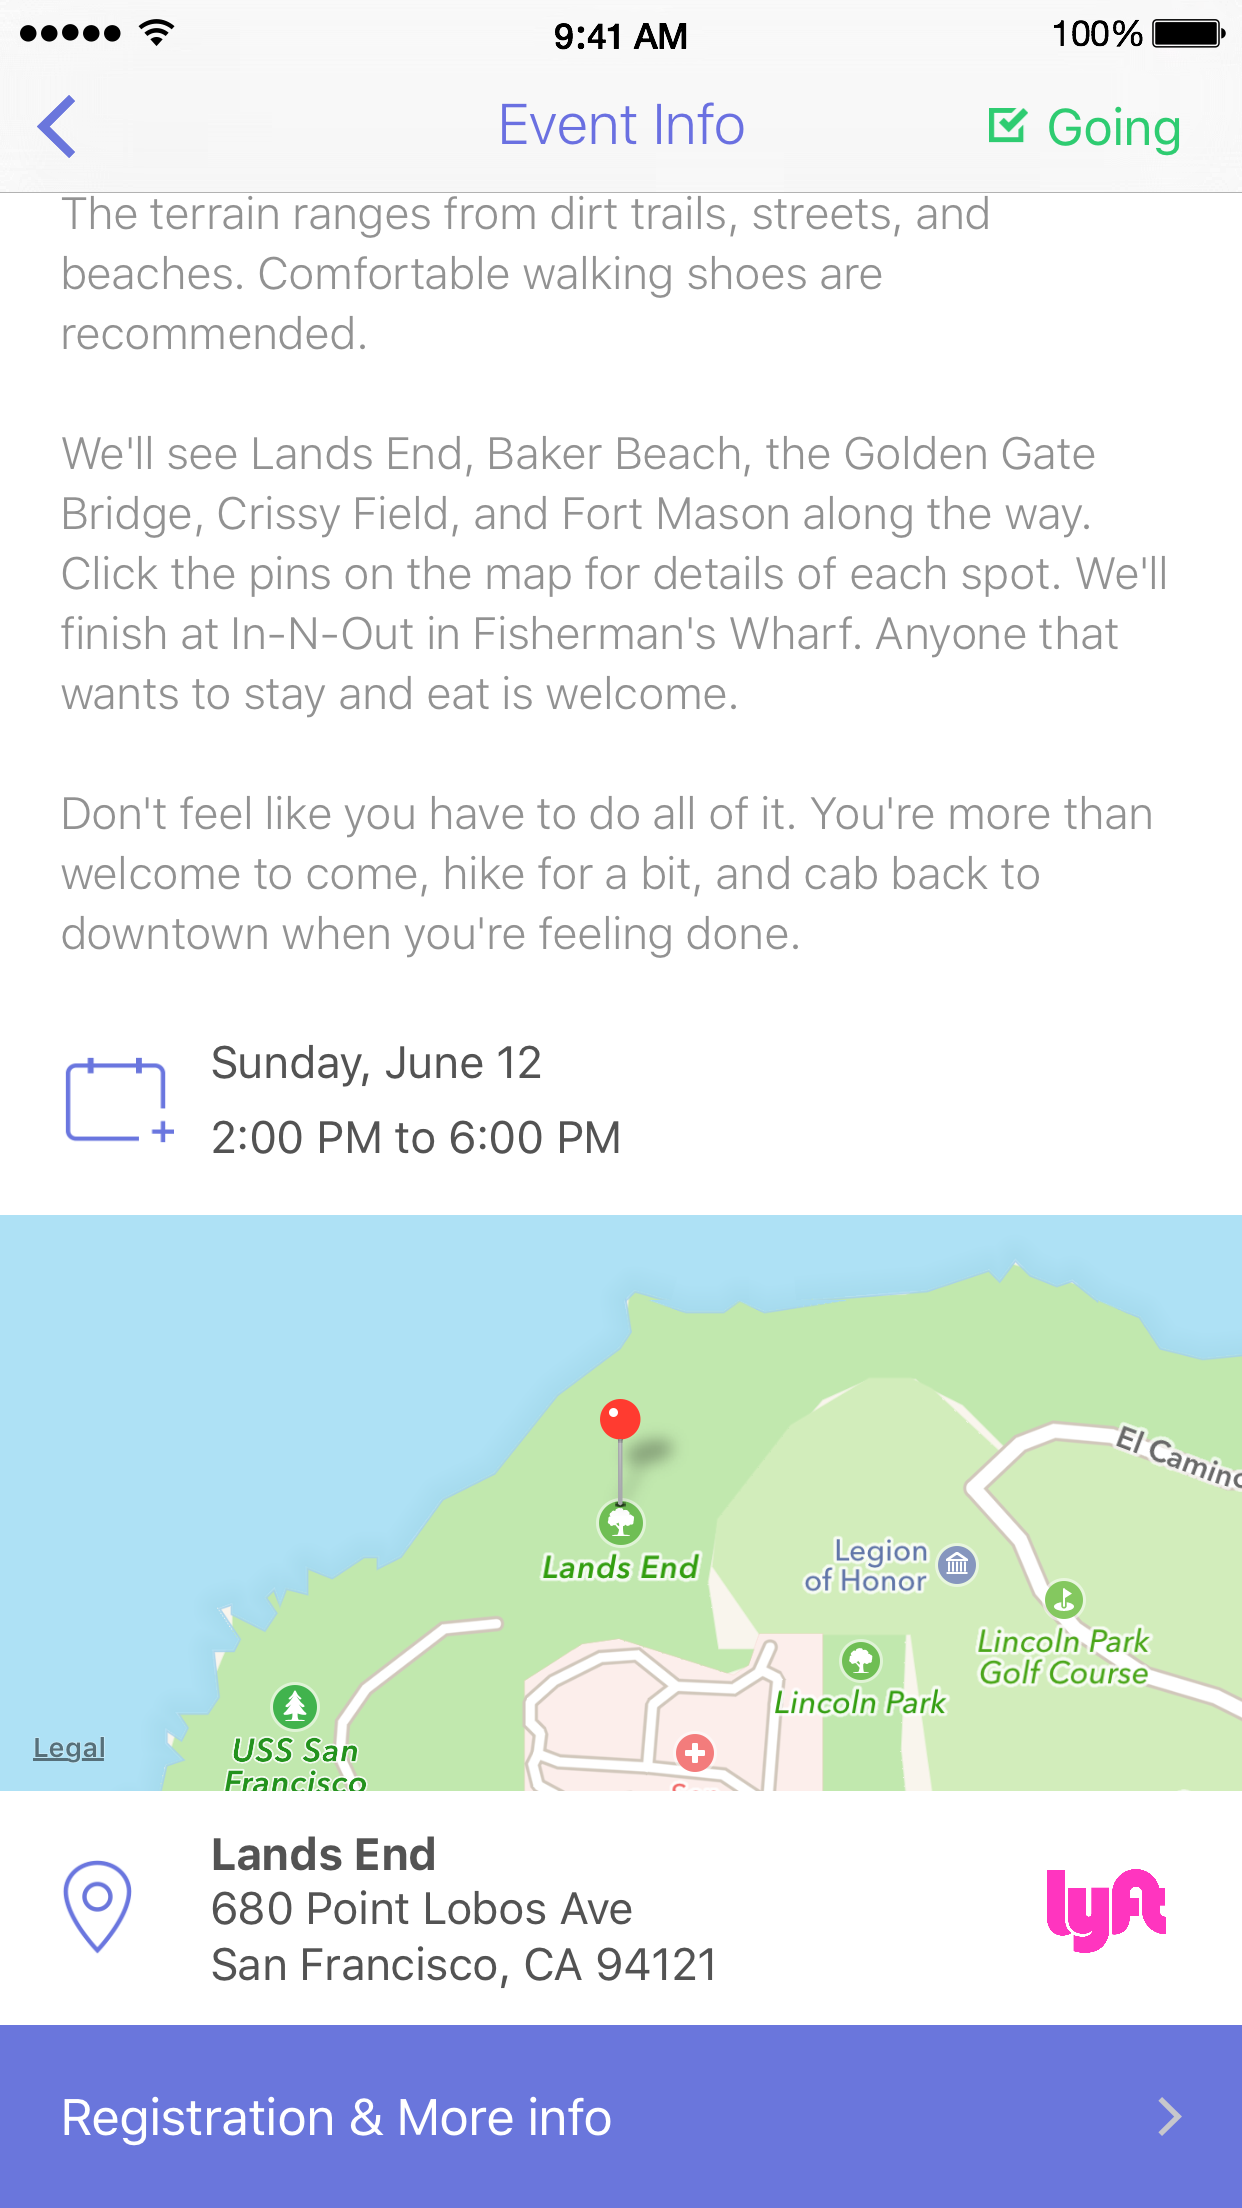 9:41 AM
100%
Event Info
Going
The terrain ranges from dirt trails, streets, and
beaches. Comfortable walking shoes are
recommended.
We'll see Lands End, Baker Beach, the Golden Gate
Bridge, Crissy Field, and Fort Mason along the way.
Click the pins on the map for details of each spot. We'll
finish at In-N-Out in Fisherman's Wharf. Anyone that
wants to stay and eat is welcome.
Don't feel like you have to do all of it. You're more than
welcome to come, hike for a bit, and cab back to
downtown when you're feeling done.
Sunday, June 12
2:00 PM to 6:00 PM
El Camino
Lands End
Legion
of Honor
Lincoln Park
Golf Course
Lincoln Park
USS San
Francisco
Legal
Lands End
680 Point Lobos Ave
San Francisco, CA 94121
lyft
Registration & More info